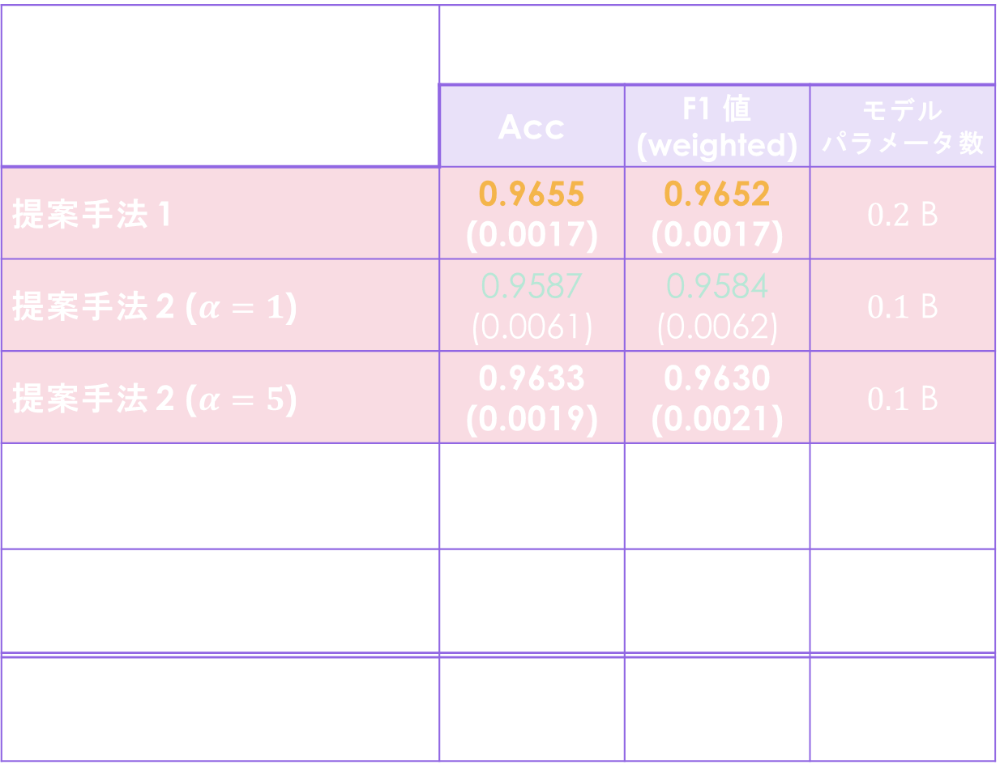 Acc
F1 値
(weighted)
モデル
パラメータ数
提案手法 1
0.9655
(0.0017)
0.9652
(0.0017)
0.2 B
提案手法 2 (α = 1)
0.9587
(0.0061)
0.9584
(0.0062)
0.1 B
提案手法 2 (α = 5)
0.9633
(0.0019)
0.9630
(0.0021)
0.1 B